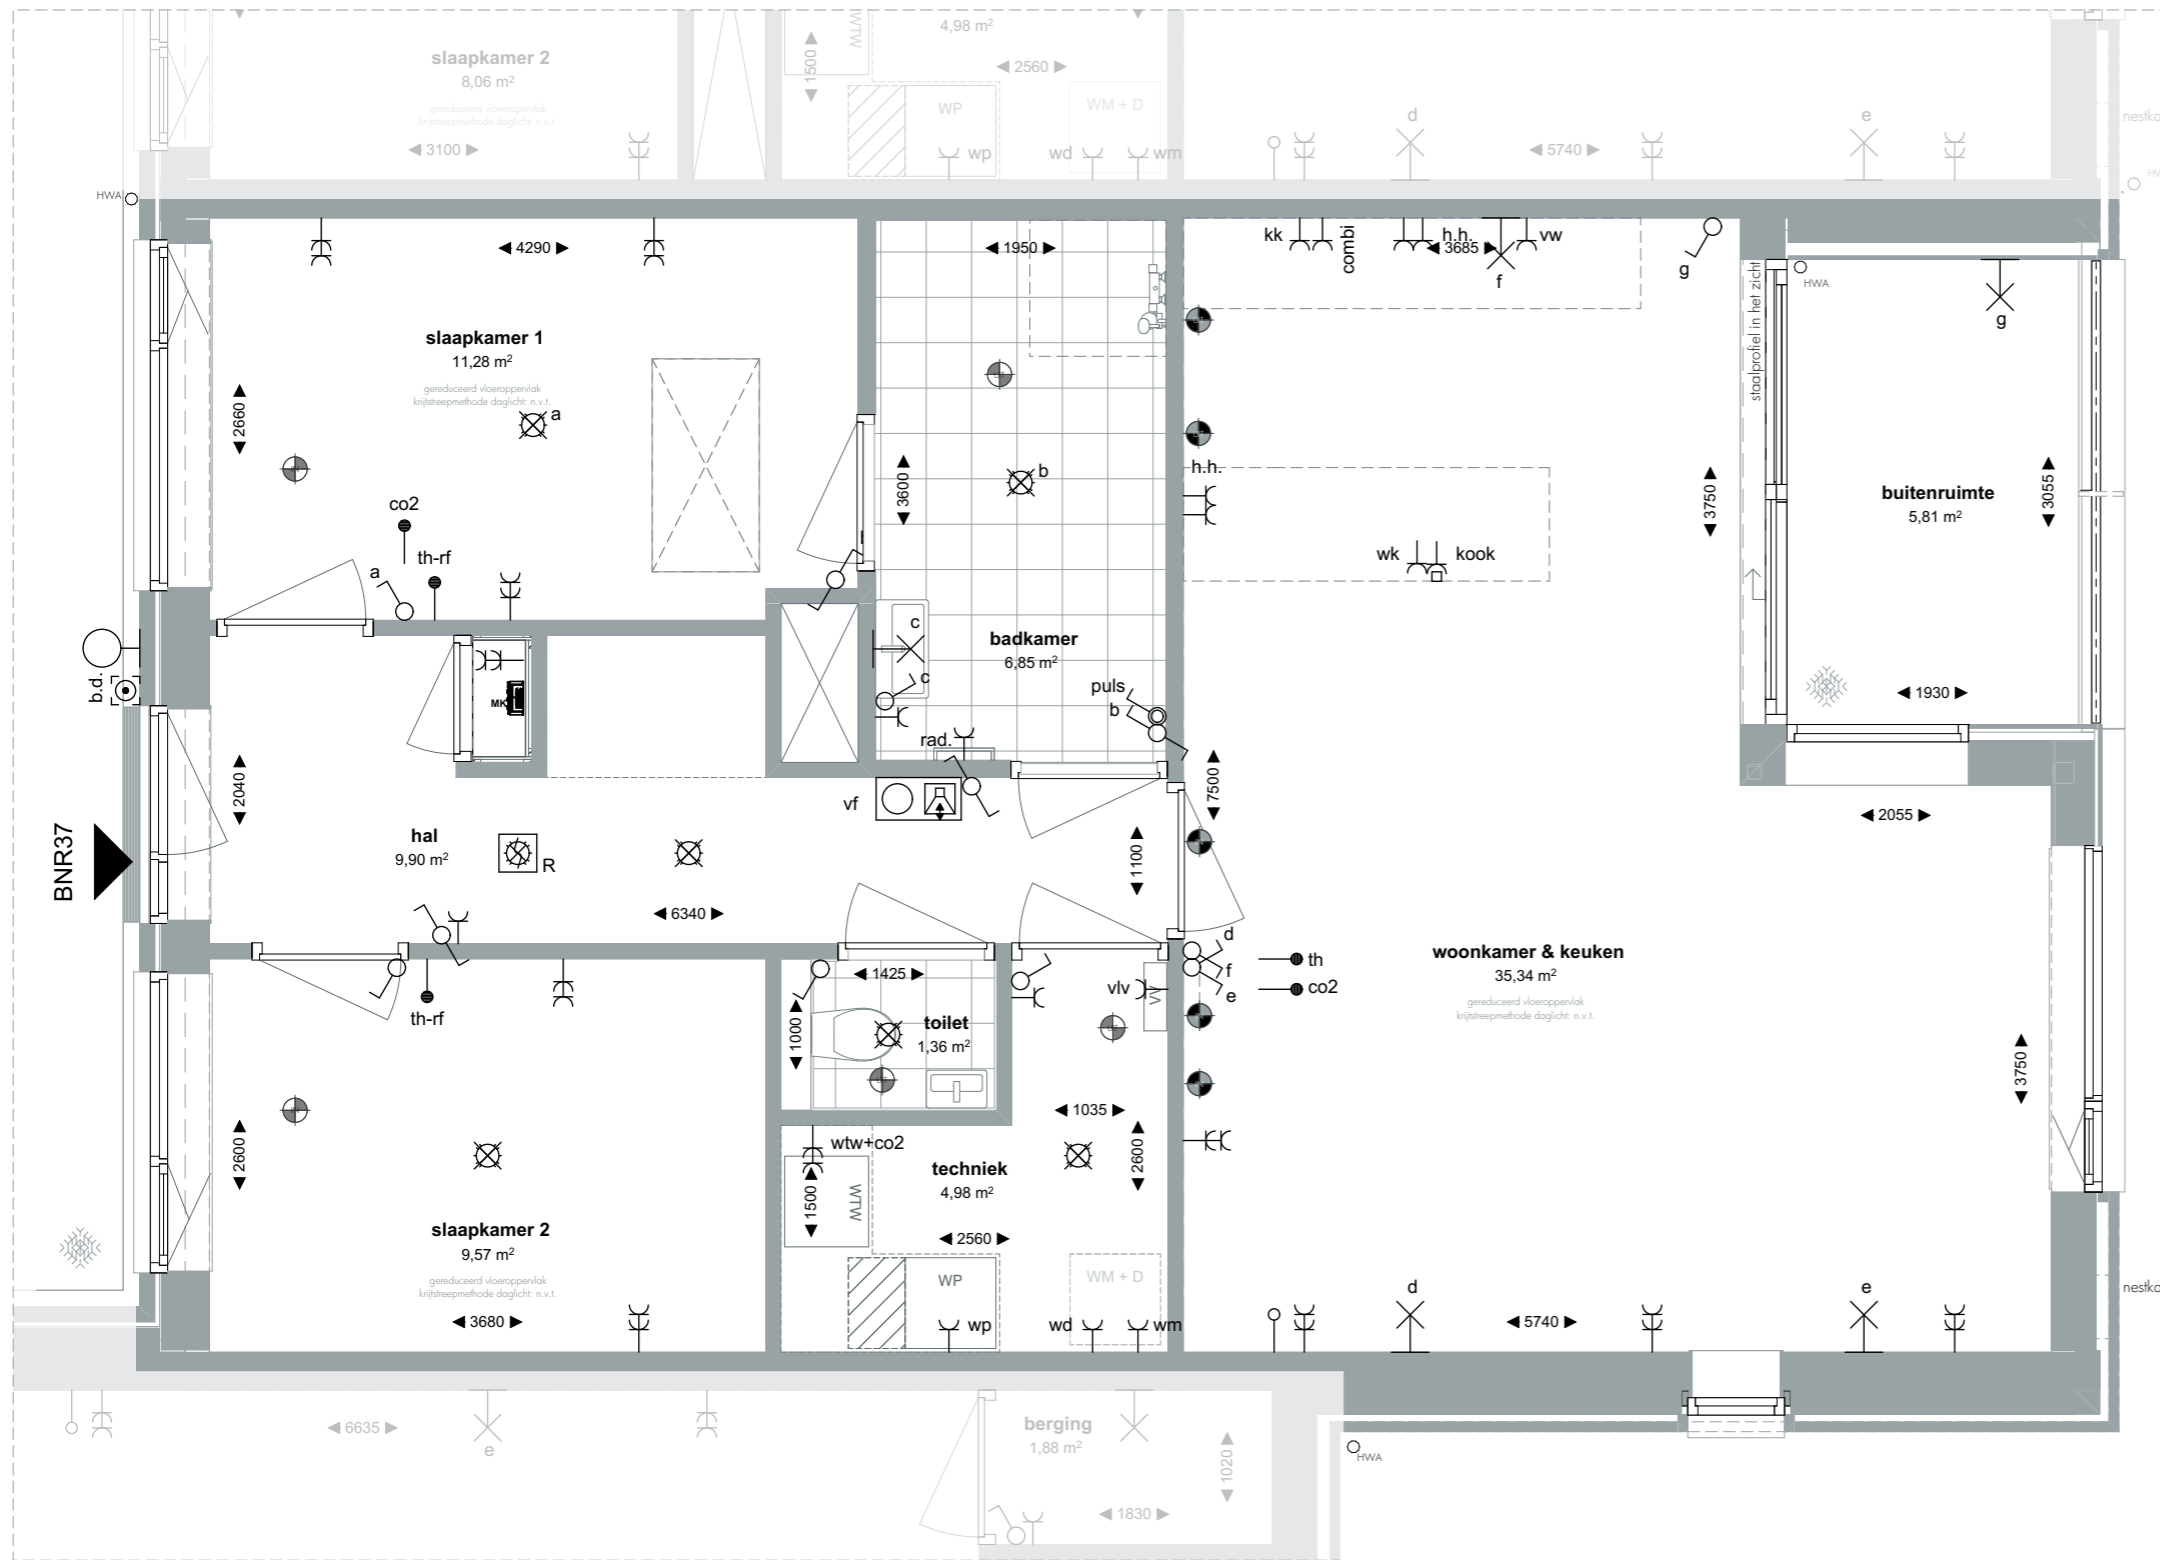 slaapkamer 2
8,06 m²
gereduceerd vloeroppervlak
krijtstreepmethode daglicht: n.v.t.
3100
1500
WTW
4,98 m²
2560
WP
WM + D
wp
wd
wm
d
5740
e
HWA
4290
1950
kk
combi
h.h.
3685
f
vw
g
HWA
g
staalprofiel in het zicht
slaapkamer 1
11,28 m²
gereduceerd vloeroppervlak
krijtstreepmethode daglicht: n.v.t.
a
2660
b
3600
h.h.
3750
buitenruimte
5,81 m²
3055
co2
th-rf
a
wk
kook
c
badkamer
6,85 m²
c
puls
b
rad.
1930
b.d.
MK
2040
7500
vf
2055
BNR37
hal
9,90 m²
R
1100
6340
d
f
e
th
co2
woonkamer & keuken
35,34 m²
gereduceerd vloeroppervlak
krijtstreepmethode daglicht: n.v.t.
th-rf
1425
vlv
VV
1000
toilet
1,36 m²
3750
1035
2600
wtw+co2
2600
techniek
4,98 m²
1500
WTW
2560
slaapkamer 2
9,57 m²
gereduceerd vloeroppervlak
krijtstreepmethode daglicht: n.v.t.
3680
WP
WM + D
wp
wd
wm
d
5740
e
6635
e
berging
1,88 m²
1020
1830
HWA